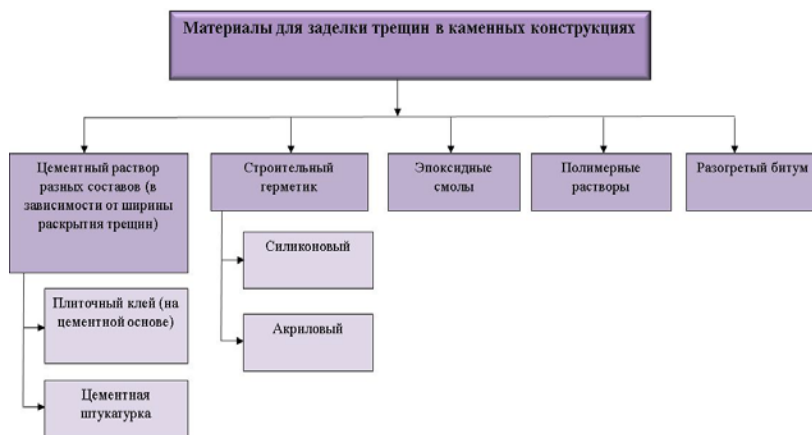 Материалы для заделки трещин в каменных конструкциях
Цементный раствор
разных составов (в
зависимости от ширины
раскрытия трещин)
Строительный
герметик
Эпоксидные
смолы
Полимерные
растворы
Разогретый битум
Силиконовый
Акриловый
Плиточный клей (на
цементной основе)
Цементная
штукатурка